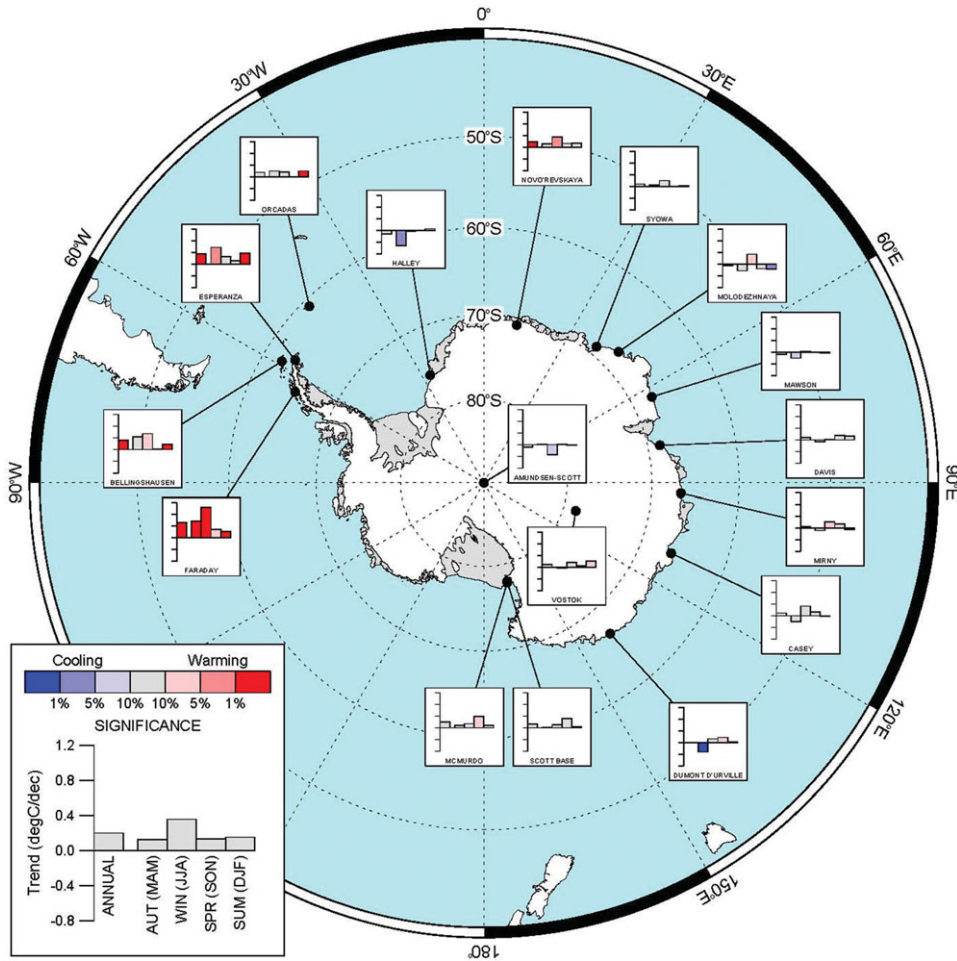 0°
30°W
30°E
50°S
NOVO'REVSKAYA
ORCADAS
SYOWA
HALLEY
60°W
60°S
60°E
ESPERANZA
MOLODEZHNAYA
70°S
MAWSON
80°S
BELLINGSHAUSEN
AMUNDSEN-SCOTT
DAVIS
90°W
90°E
MIRNY
FARADAY
VOSTOK
CASEY
Cooling Warming
1% 5% 10% 10% 5% 1%
SIGNIFICANCE
120°E
MCMURDO
SCOTT BASE
DUMONT D'URVILLE
Trend (degC/dec)
1.2
0.8
0.4
0.0
-0.4
-0.8
ANNUAL
AUT (MAM)
WIN (JJA)
SPR (SON)
SUM (DJF)
150°E
180°